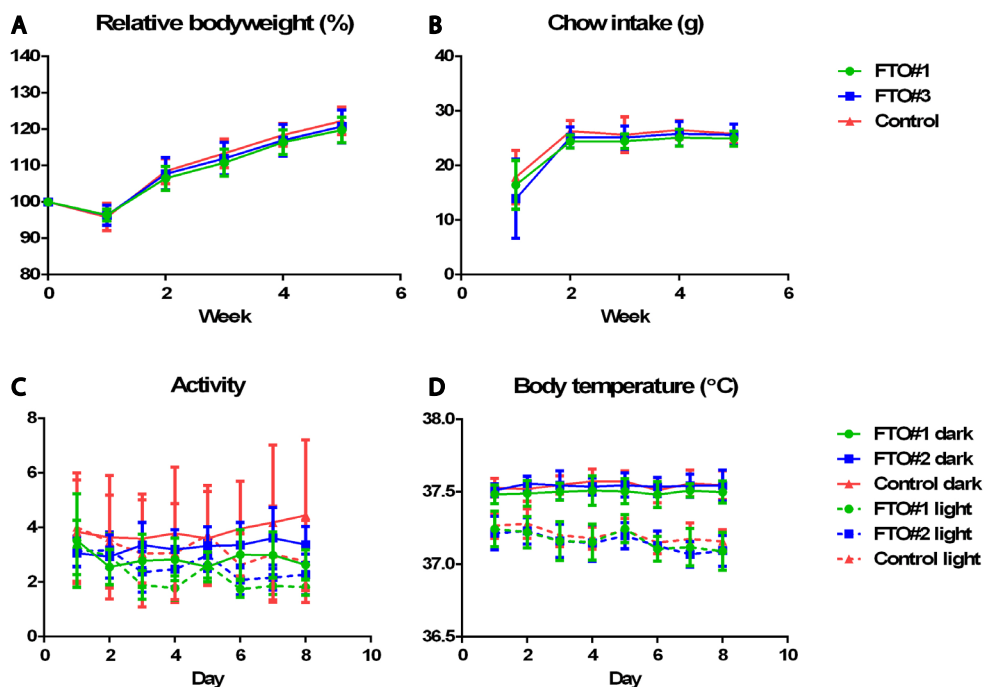 A
Relative bodyweight (%)
140
130
120
110
100
90
80
0
2
4
6
Week
B
Chow intake (g)
40
30
20
10
0
0
2
4
6
Week
FTO#1
FTO#3
Control
C
Activity
8
6
4
2
0
0
2
4
6
8
10
Day
D
Body temperature (°C)
38.0
37.5
37.0
36.5
0
2
4
6
8
10
Day
FTO#1 dark
FTO#2 dark
Control dark
FTO#1 light
FTO#2 light
Control light